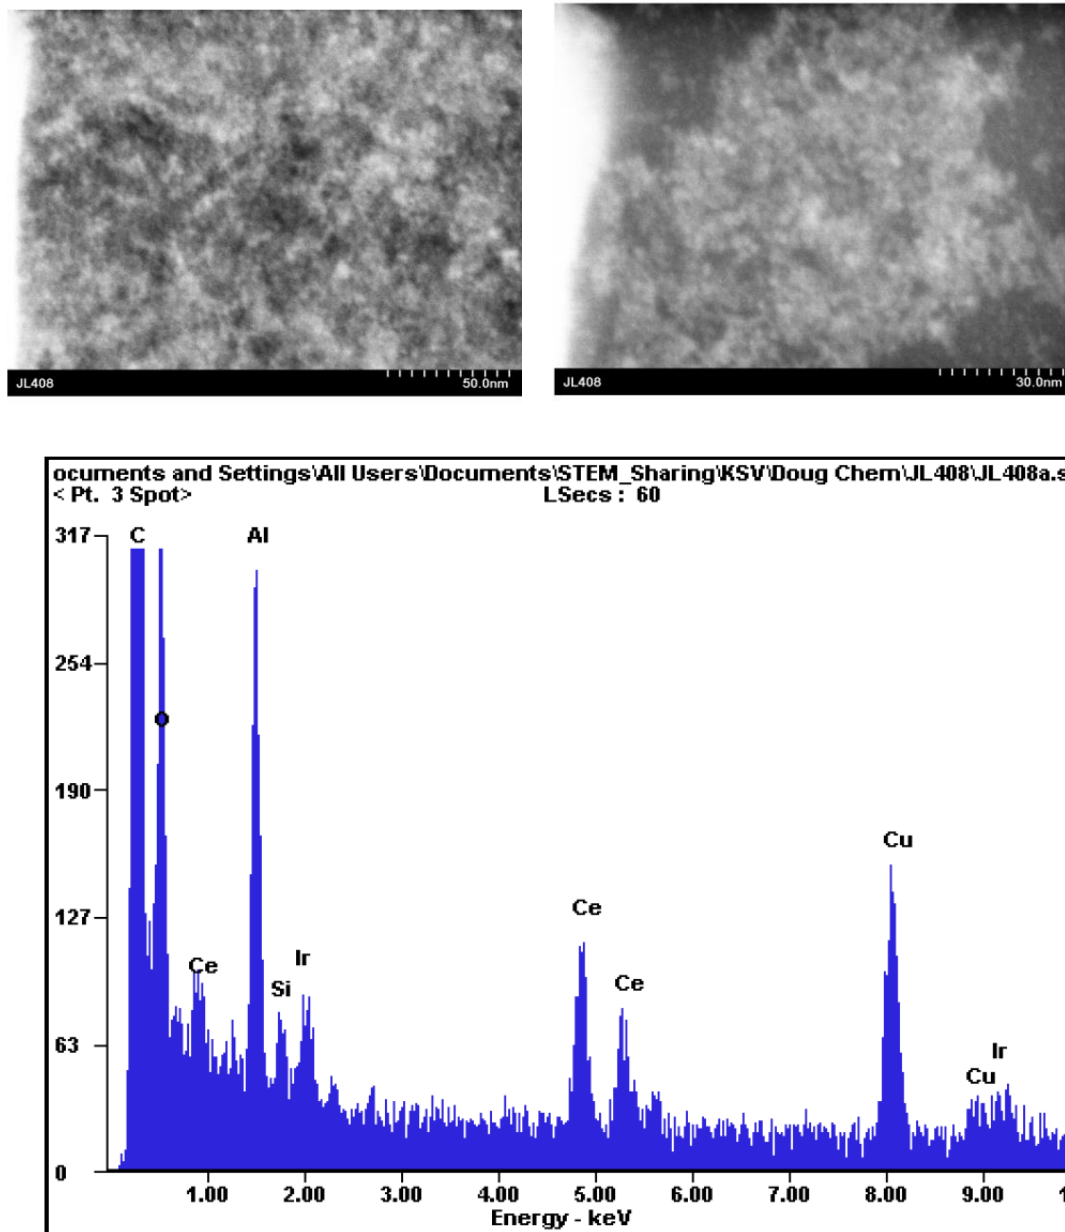 JL408 50.0nm
JL408 30.0nm
ocuments and Settings\All Users\Documents\STEM_Sharing\KSV\Doug Chem\JL408\JL408a.s
< Pt. 3 Spot> LSecs : 60
317 C Al
254
O
190
Cu
127 Ce
Ce Ir Ce
Si
63 Ir
Cu
0
1.00 2.00 3.00 4.00 5.00 6.00 7.00 8.00 9.00 1
Energy - keV